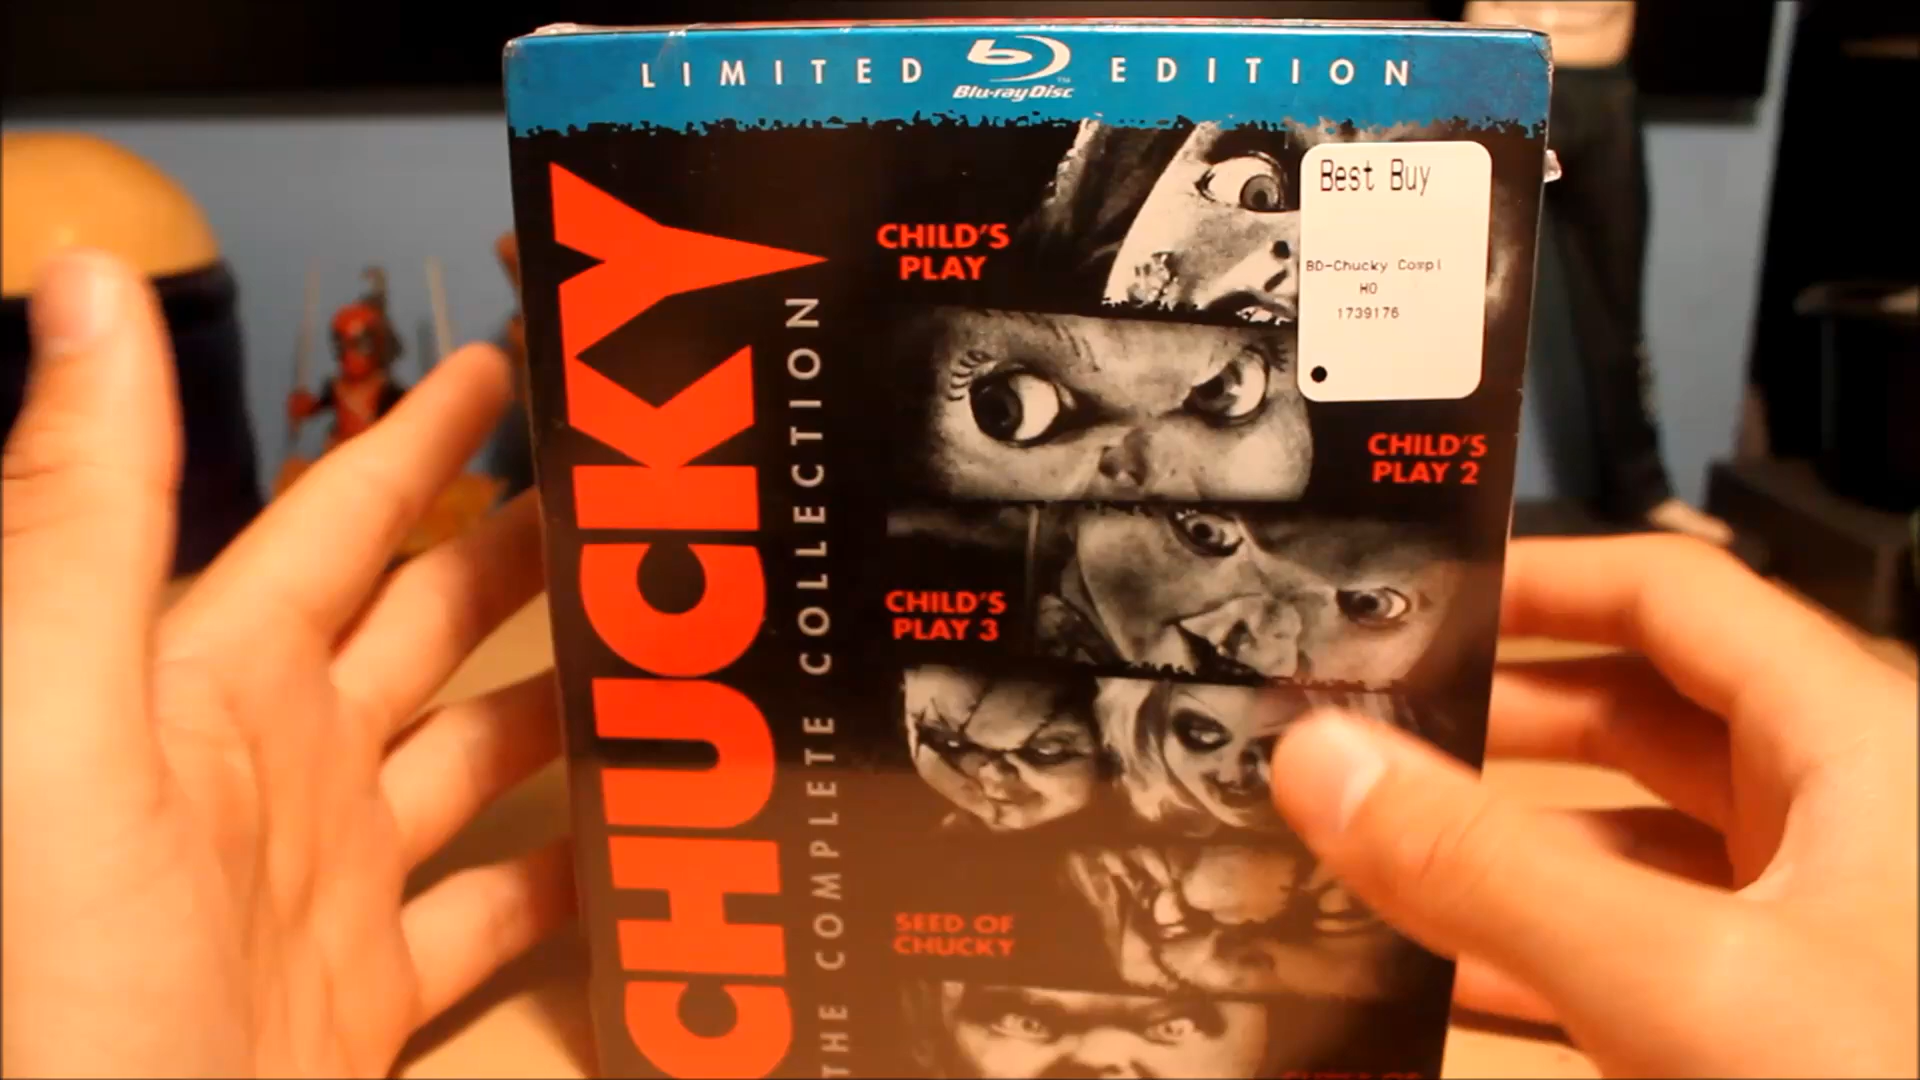 LIMITED EDITION
Blu-ray Disc™
CHUCKY
THE COMPLETE COLLECTION
Best Buy
BD-Chucky Compl
HO
1739176
CHILD'S
PLAY
CHILD'S
PLAY 2
CHILD'S
PLAY 3
SEED OF
CHUCKY